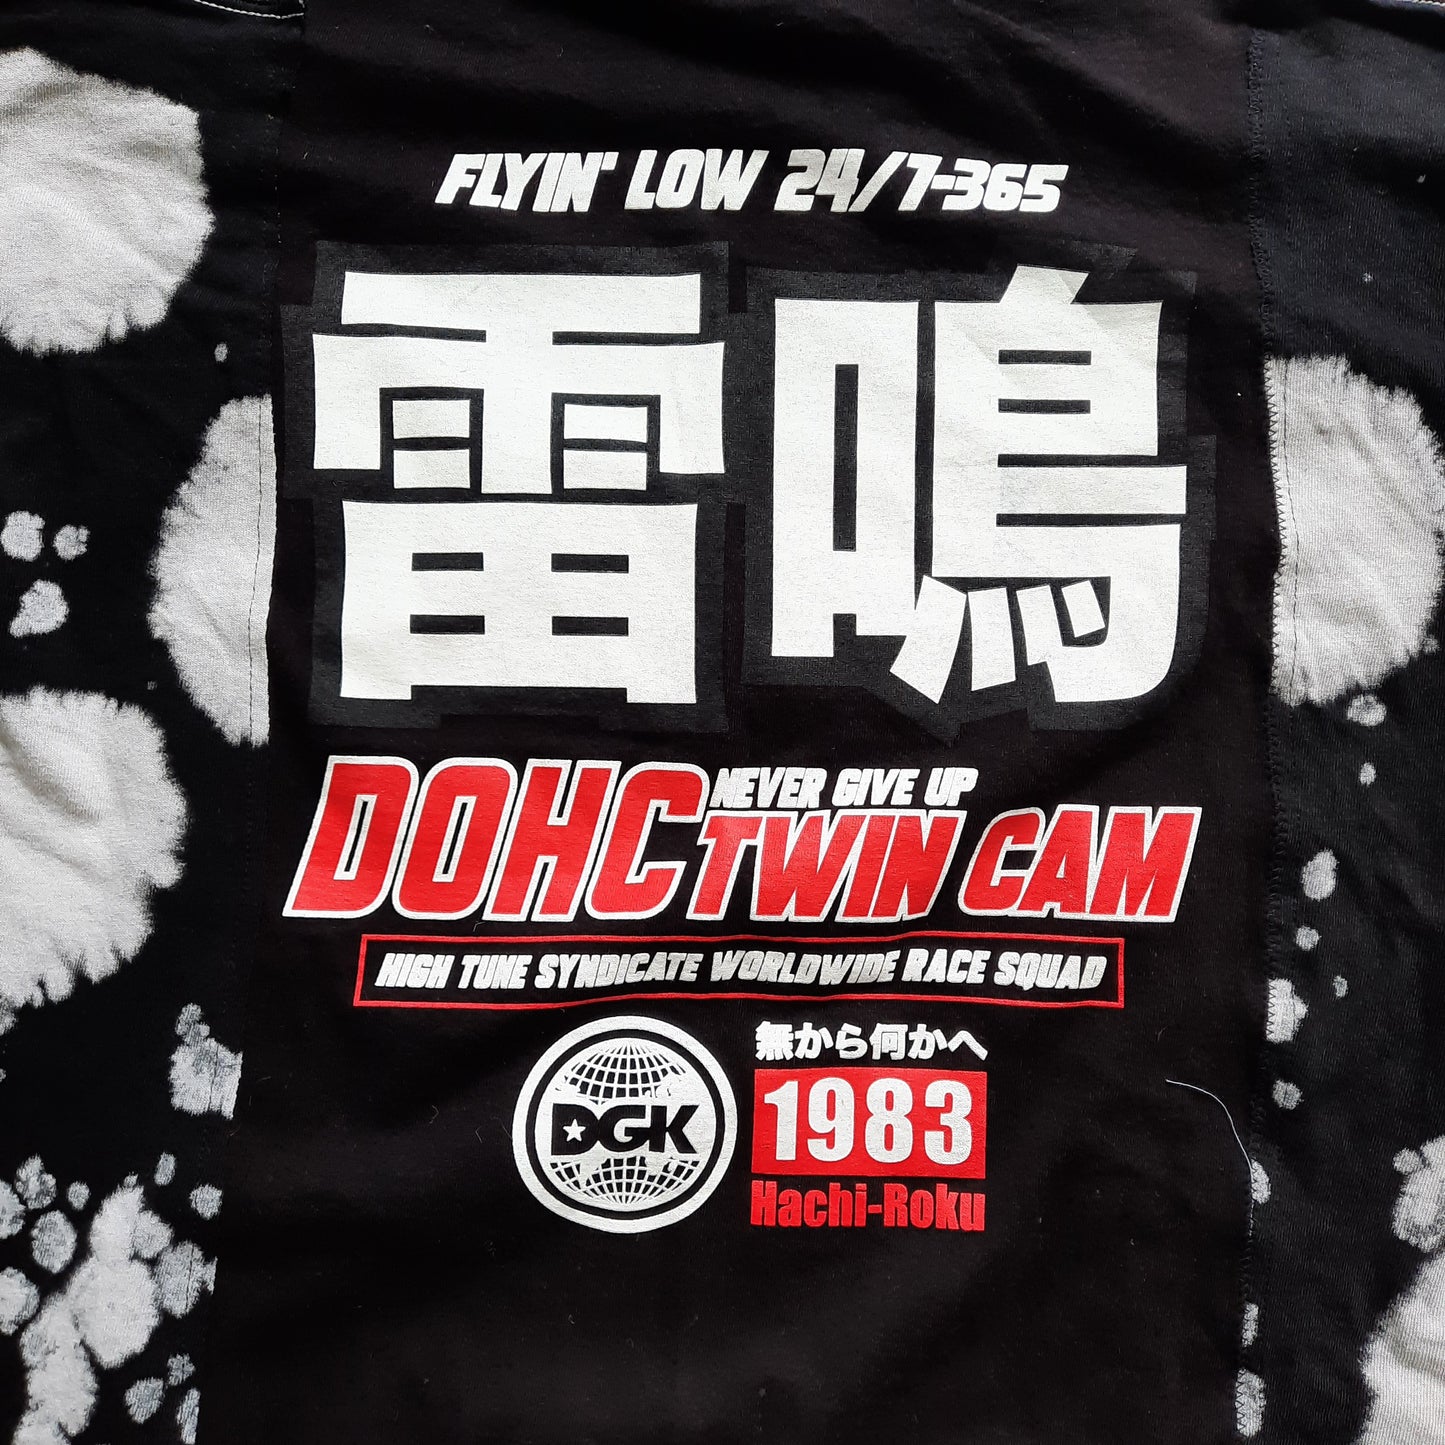 FLYIN' LOW 24/7-365
雷鳴
NEVER GIVE UP
DOHC TWIN CAM
HIGH TUNE SYNDICATE WORLDWIDE RACE SQUAD
DGK
無から何かへ
1983
Hachi-Roku